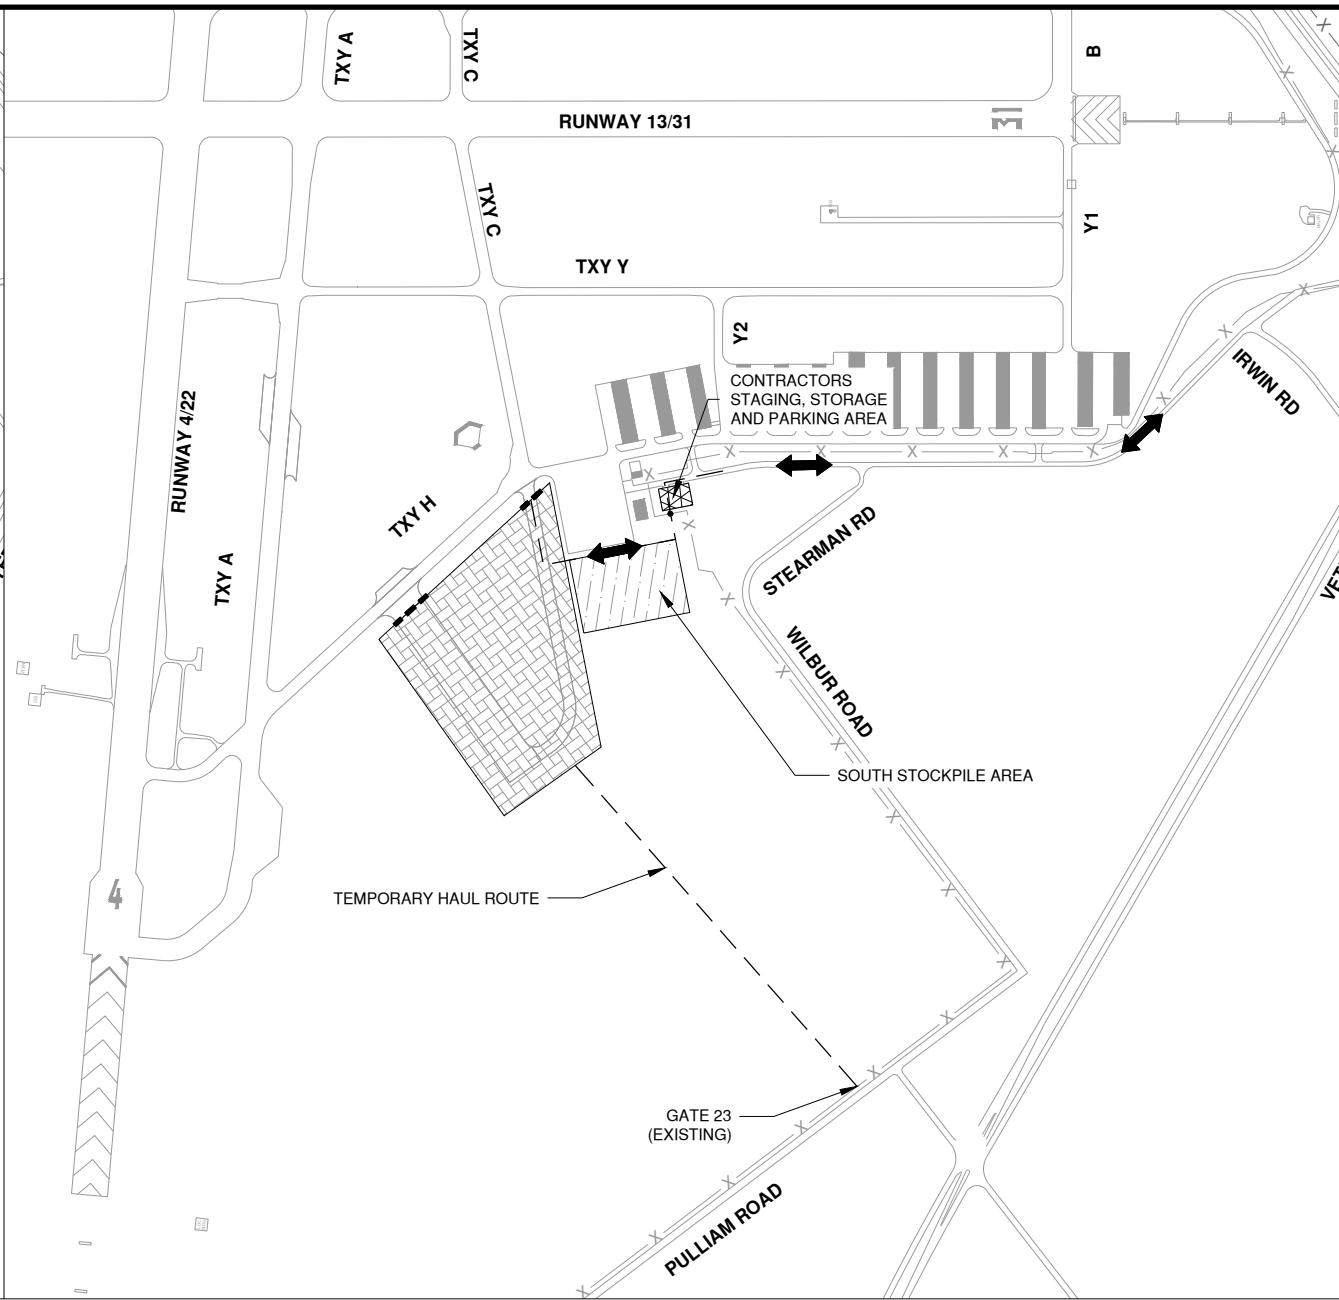 TXY A
TXY C
B
RUNWAY 13/31
31
TXY C
Y1
TXY Y
Y2
IRWIN RD
CONTRACTORS
STAGING, STORAGE
AND PARKING AREA
RUNWAY 4/22
TXY H
STEARMAN RD
TXY A
WILBUR ROAD
SOUTH STOCKPILE AREA
TEMPORARY HAUL ROUTE
4
GATE 23
(EXISTING)
PULLIAM ROAD
VET